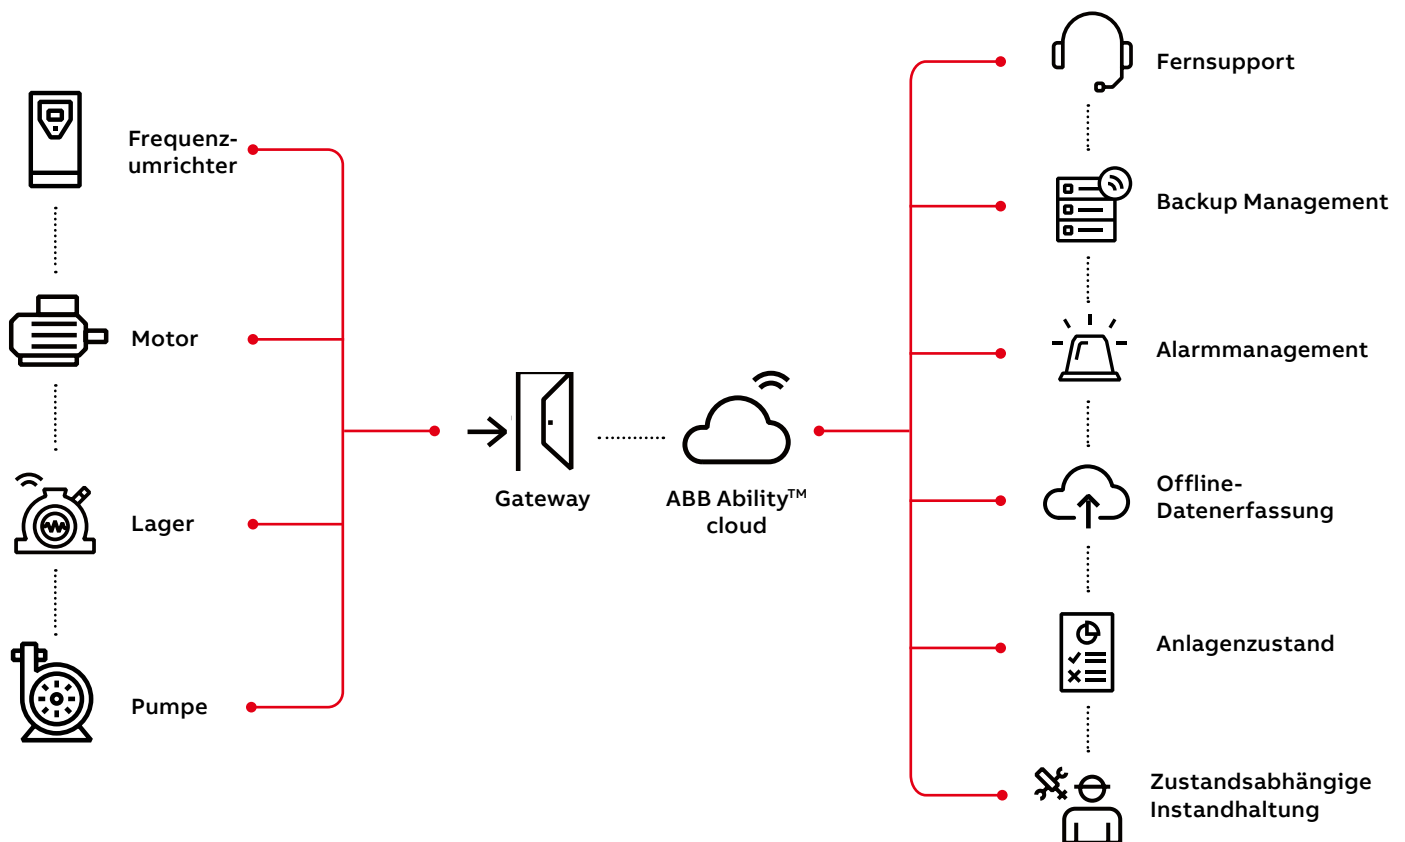 Frequenz-
umrichter
Motor
Lager
Pumpe
Gateway
ABB Ability™
cloud
Fernsupport
Backup Management
Alarmmanagement
Offline-
Datenerfassung
Anlagenzustand
Zustandsabhängige
Instandhaltung